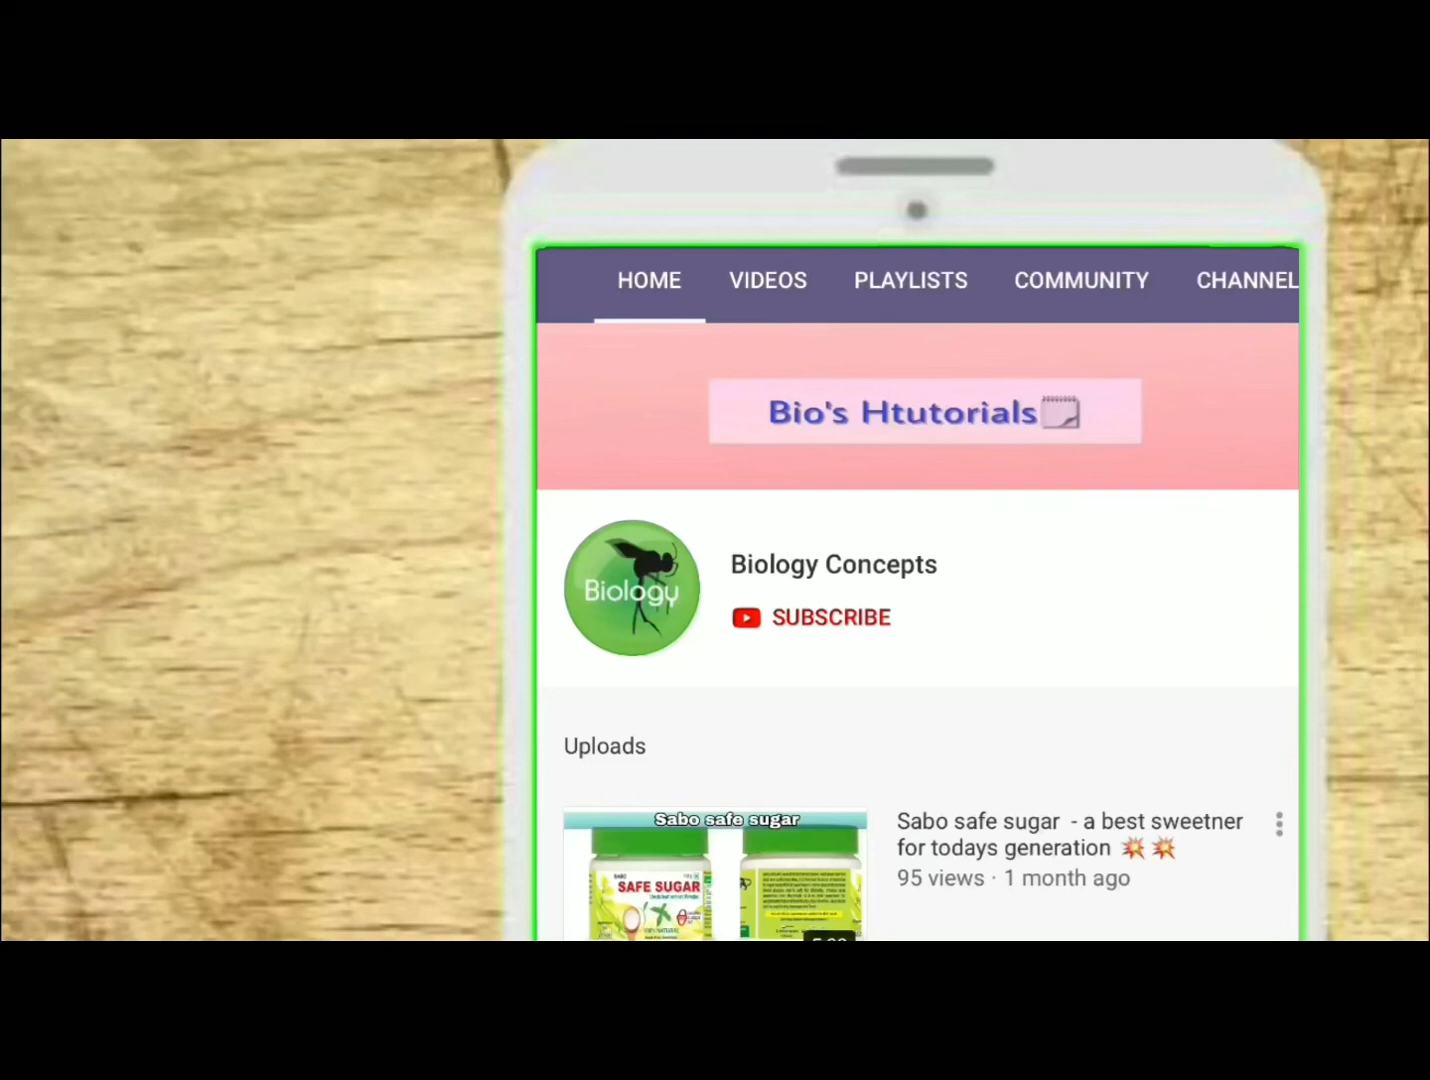 HOME VIDEOS PLAYLISTS COMMUNITY CHANNEL
Bio's Htutorials
Biology
Biology Concepts
SUBSCRIBE
Uploads
Sabo safe sugar
SAFE SUGAR
Sabo safe sugar - a best sweetner
for todays generation 💥 💥
95 views · 1 month ago